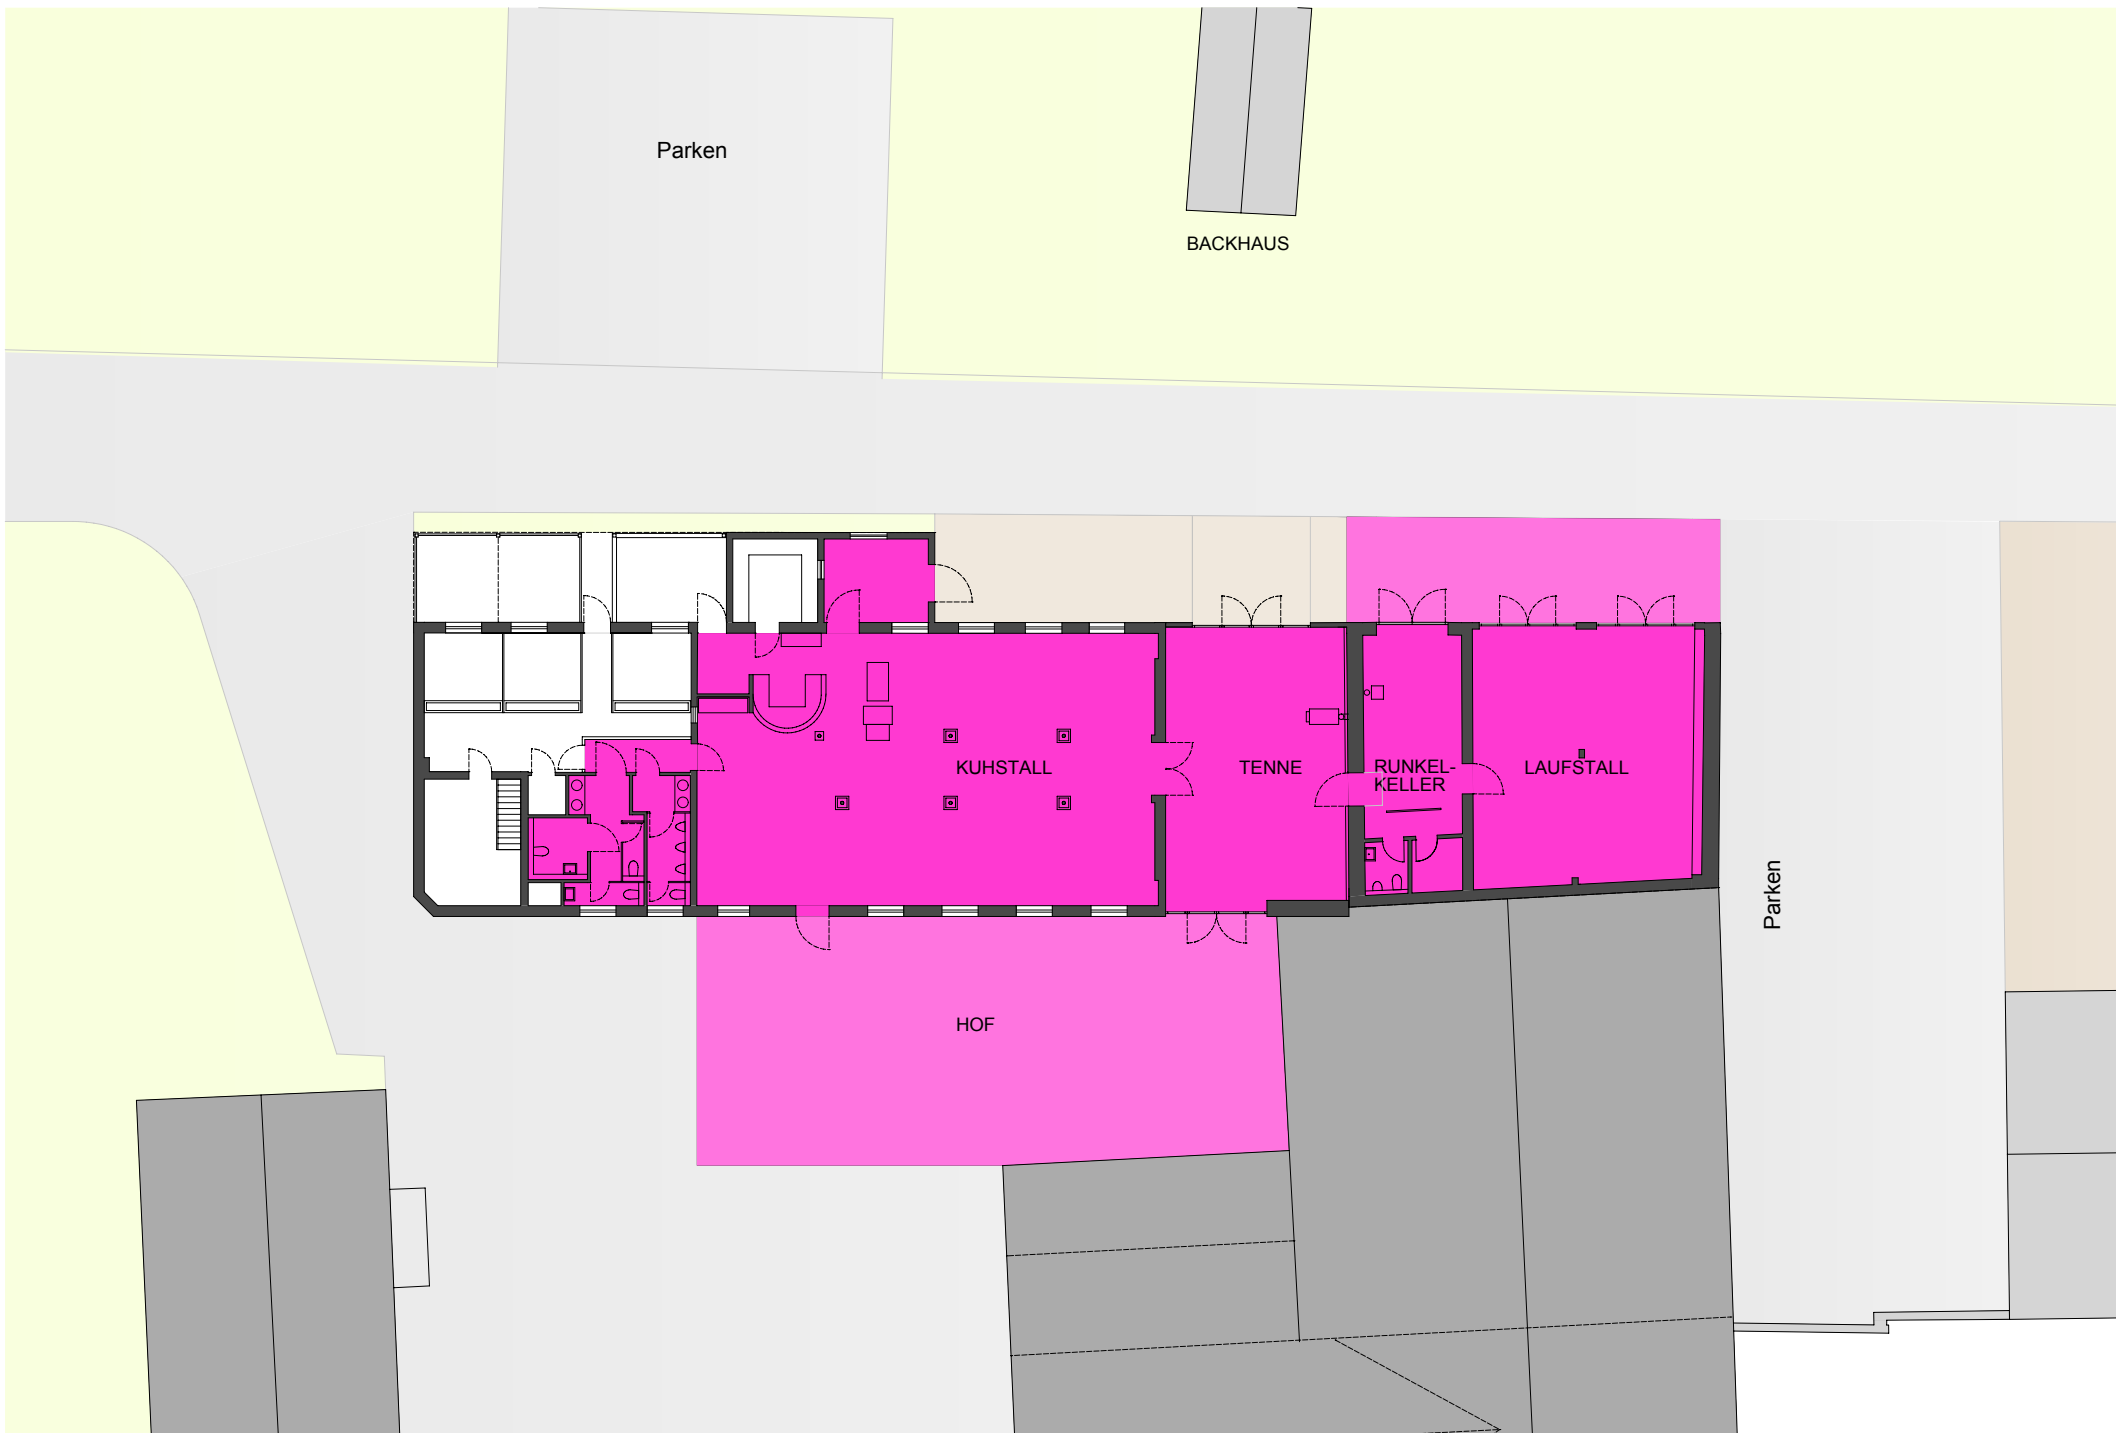 Parken
BACKHAUS
KUHSTALL
TENNE
RUNKEL-
KELLER
LAUFSTALL
Parken
HOF